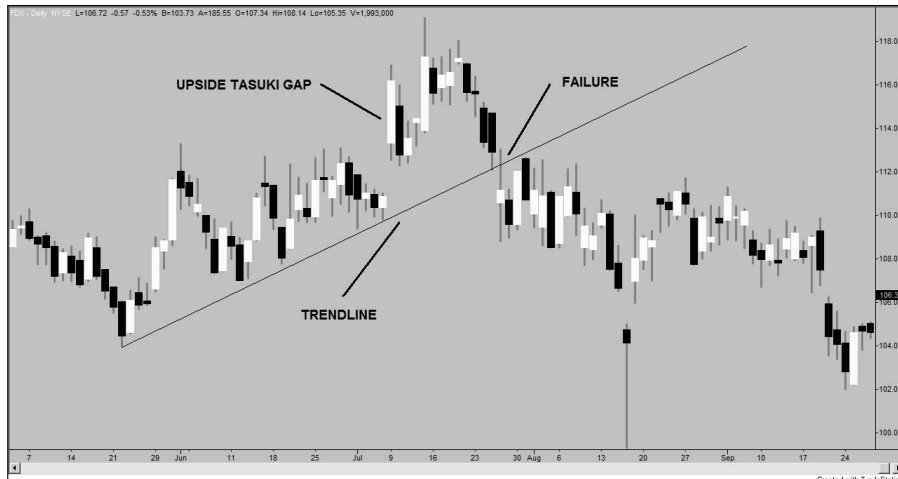 FDX - Daily NYSE L=106.72 -0.57 -0.53% B=103.73 A=185.55 O=107.34 Hi=108.14 Lo=105.35 V=1,993,000
118.0
UPSIDE TASUKI GAP
FAILURE
116.0
114.0
112.0
110.0
108.0
106.3
TRENDLINE
104.0
102.0
100.0
7 14 21 29 Jun 11 18 25 Jul 9 16 23 30 Aug 6 13 20 27 Sep 10 17 24